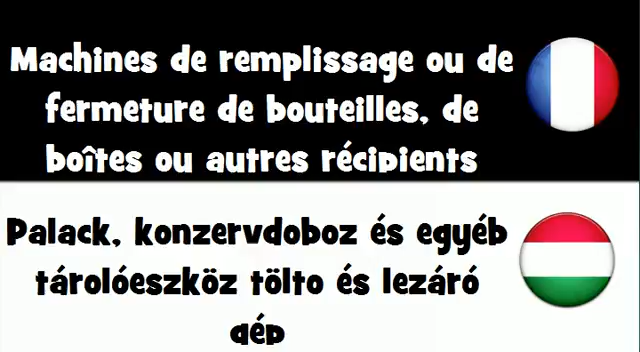 Machines de remplissage ou de
fermeture de bouteilles, de
boîtes ou autres récipients
Palack, konzervdoboz és egyéb
tárolóeszköz tölto és lezáró
gép